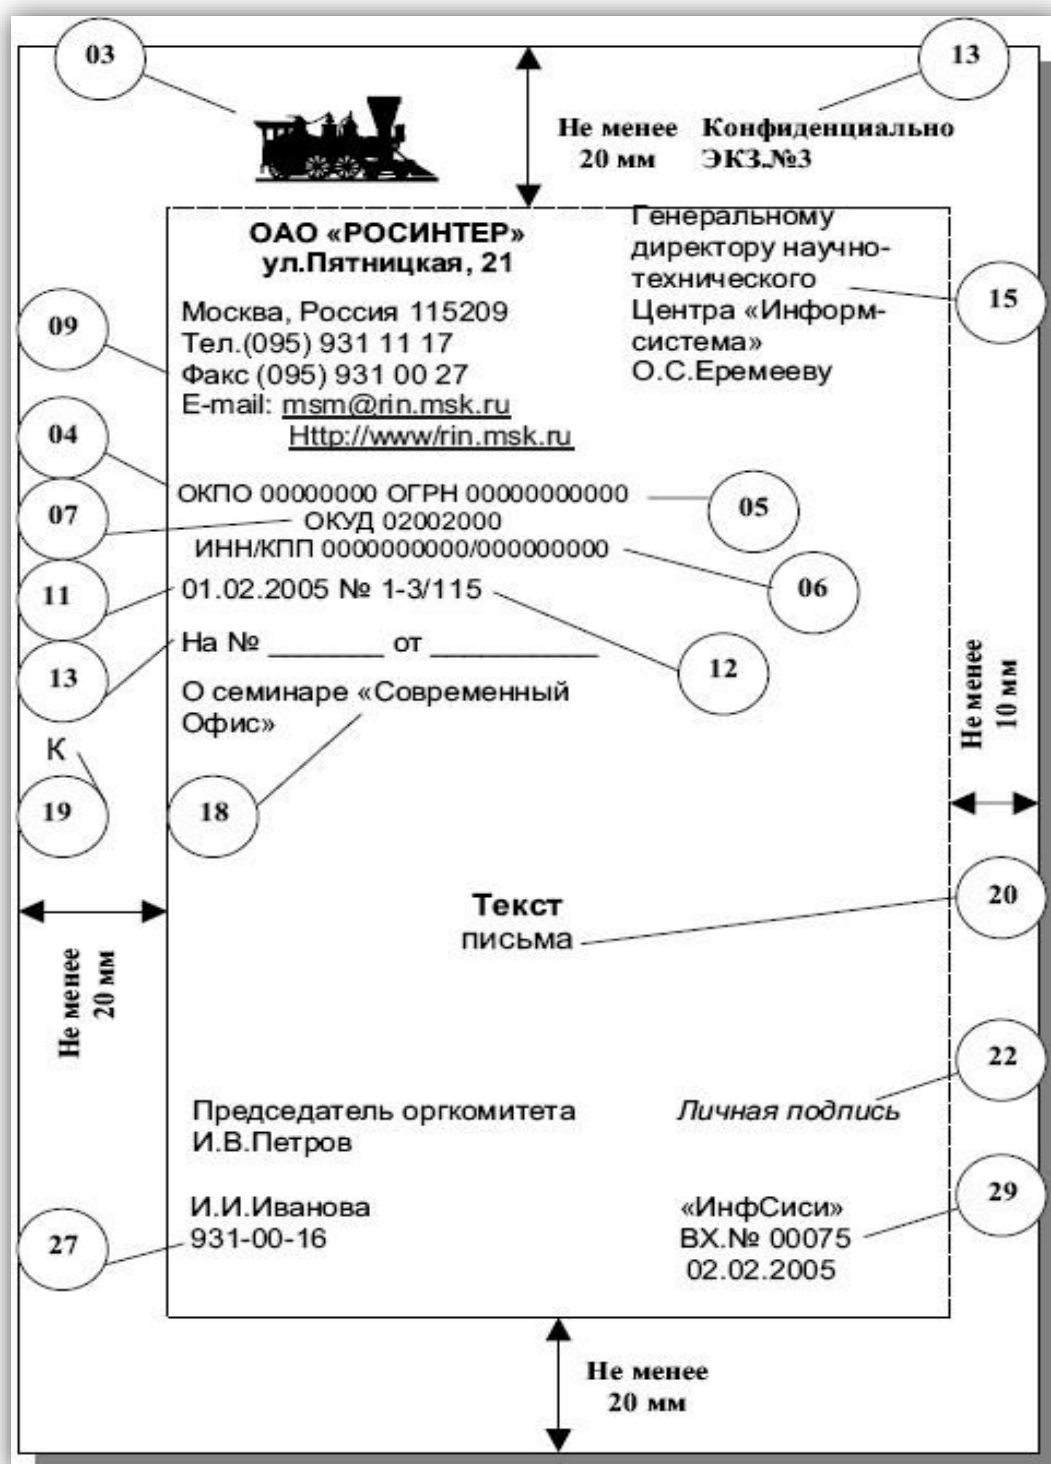 03
13
Не менее
20 мм
Конфиденциально
ЭКЗ.№3
ОАО «РОСИНТЕР»
ул.Пятницкая, 21
Генеральному
директору научно-
технического
Центра «Информ-
система»
О.С.Еремееву
15
09
Москва, Россия 115209
Тел.(095) 931 11 17
Факс (095) 931 00 27
E-mail: msm@rin.msk.ru
Http://www/rin.msk.ru
04
ОКПО 00000000 ОГРН 00000000000
05
07
ОКУД 02002000
ИНН/КПП 0000000000/000000000
06
11
01.02.2005 № 1-3/115
12
13
На № _______ от __________
О семинаре «Современный
Офис»
К
19
18
Не менее
10 мм
Текст
письма
20
Не менее
20 мм
22
Председатель оргкомитета
И.В.Петров
Личная подпись
27
И.И.Иванова
931-00-16
«ИнфСиси»
ВХ.№ 00075
02.02.2005
29
Не менее
20 мм